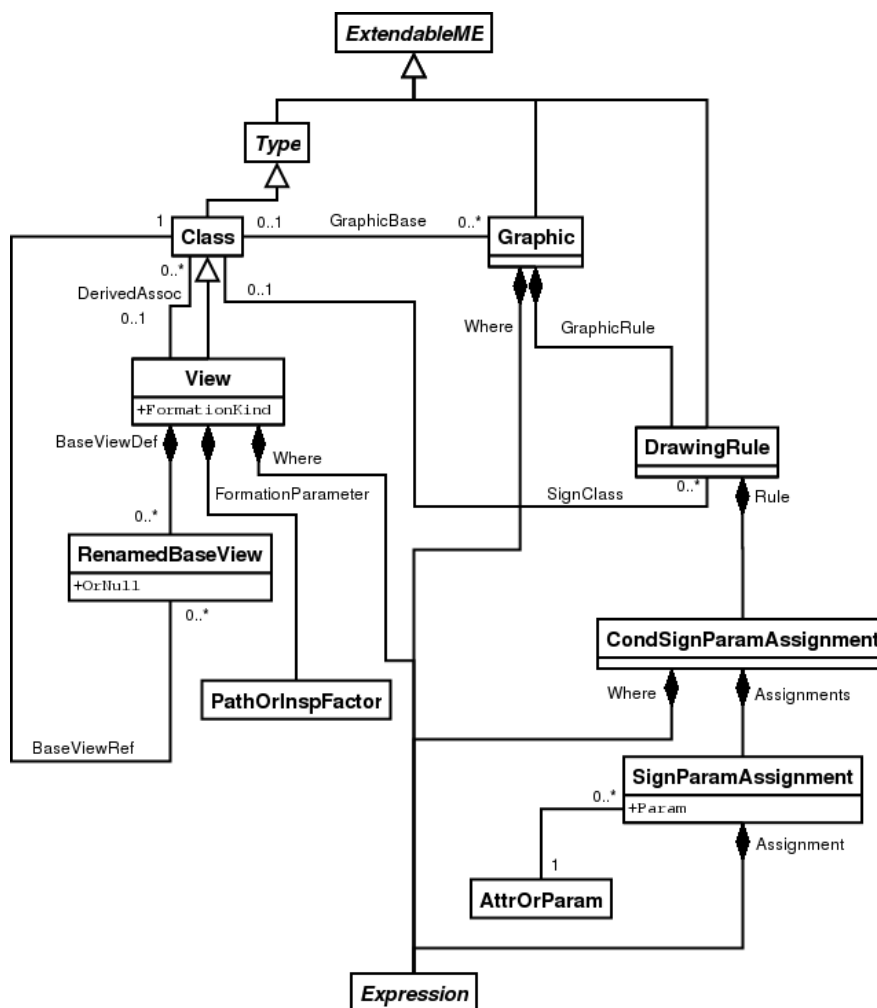 ExtendableME
Type
1
0..1
GraphicBase
0..*
Class
Graphic
0..*
DerivedAssoc
0..1
0..1
Where
GraphicRule
View
+FormationKind
BaseViewDef
Where
DrawingRule
FormationParameter
SignClass
0..*
Rule
0..*
RenamedBaseView
+OrNull
0..*
CondSignParamAssignment
PathOrInspFactor
Where
Assignments
BaseViewRef
SignParamAssignment
0..*
+Param
Assignment
1
AttrOrParam
Expression